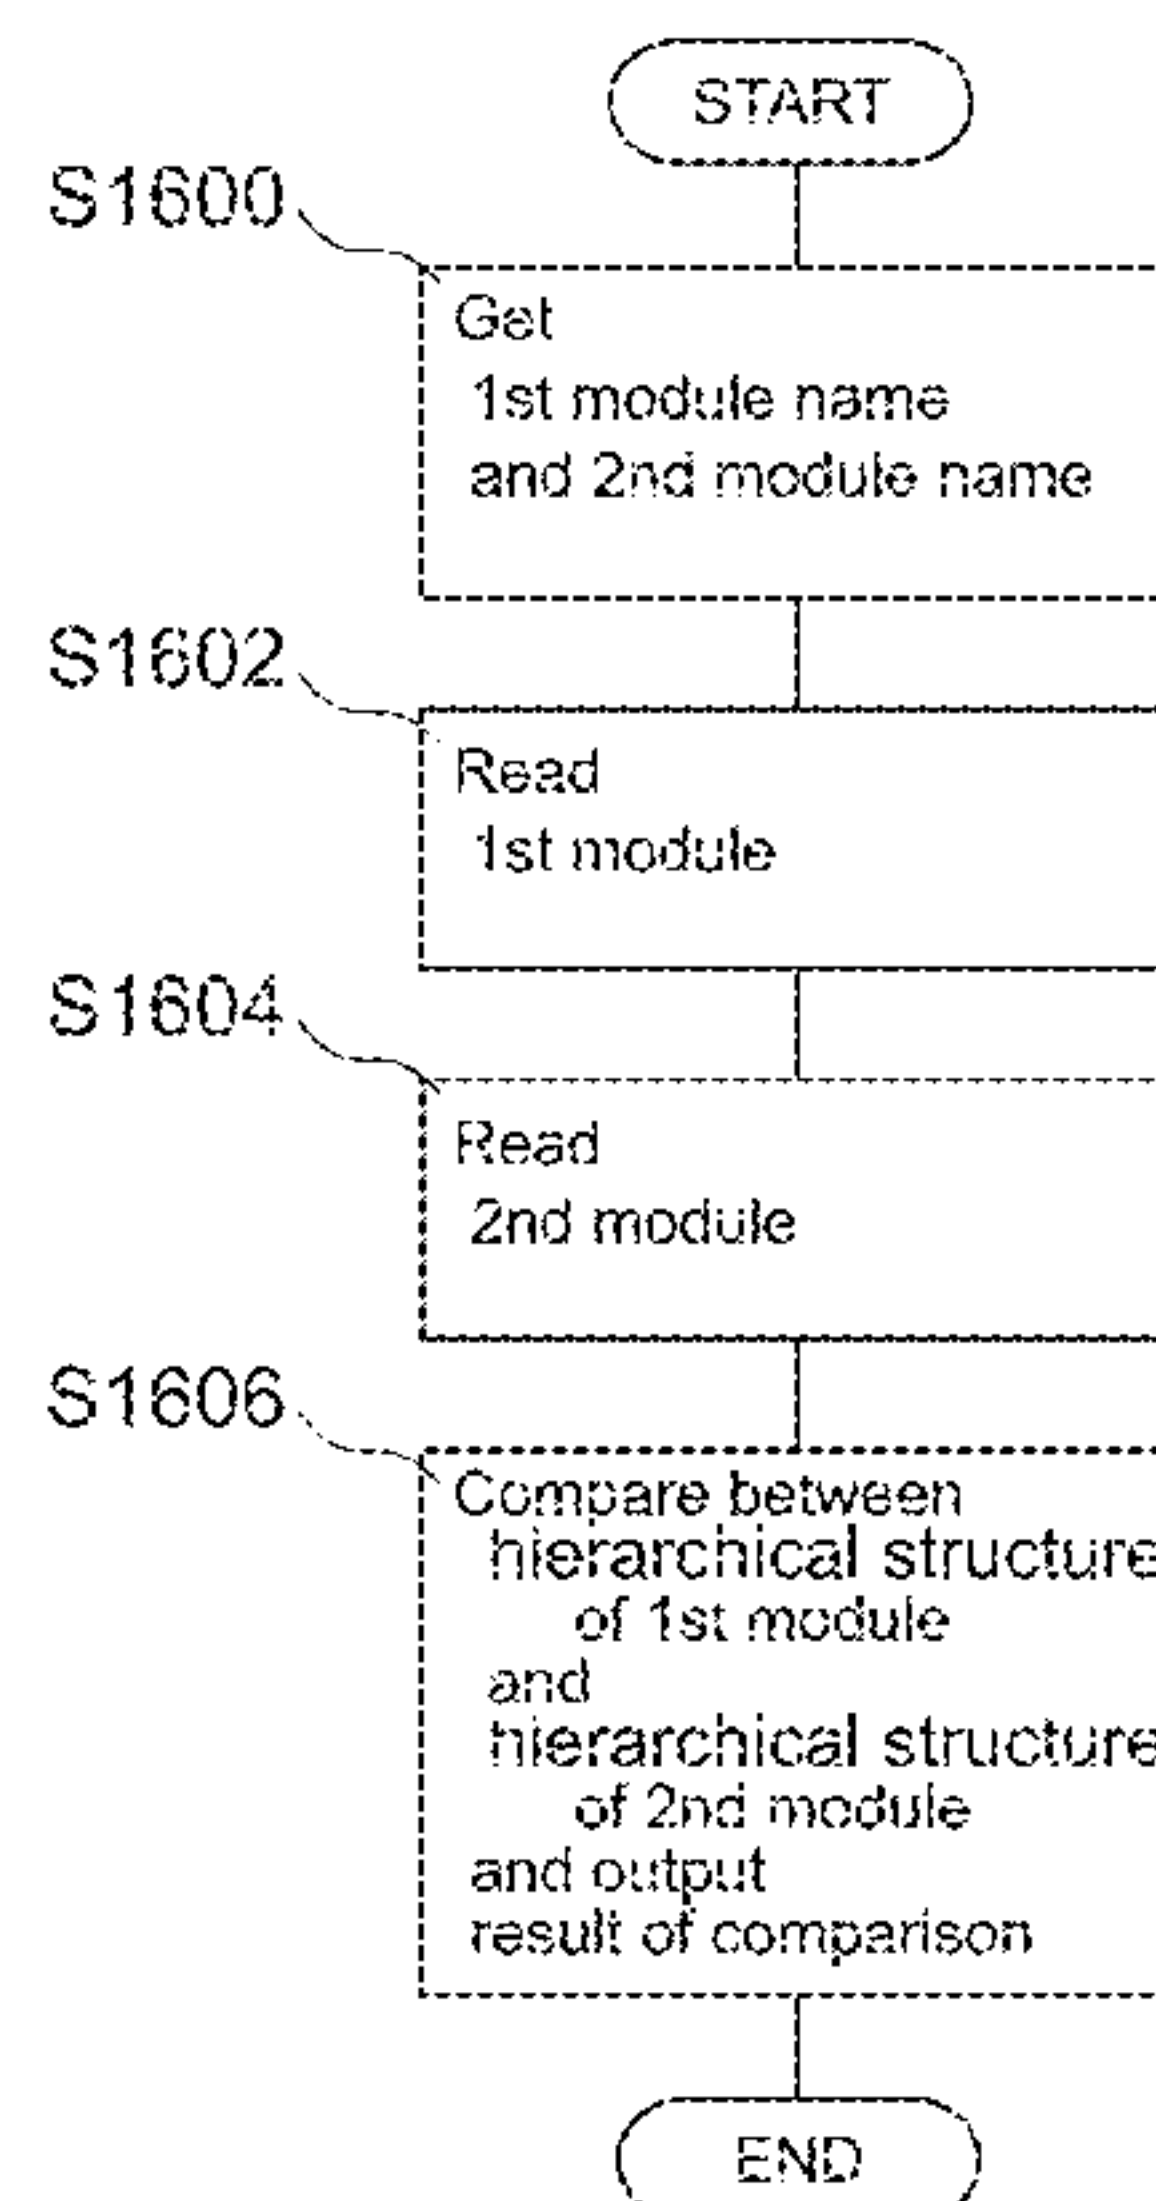 START
S1600
Get
1st module name
and 2nd module name
S1602
Read
1st module
S1604
Read
2nd module
S1606
Compare between
hierarchical structure
of 1st module
and
hierarchical structure
of 2nd module
and output
result of comparison
END